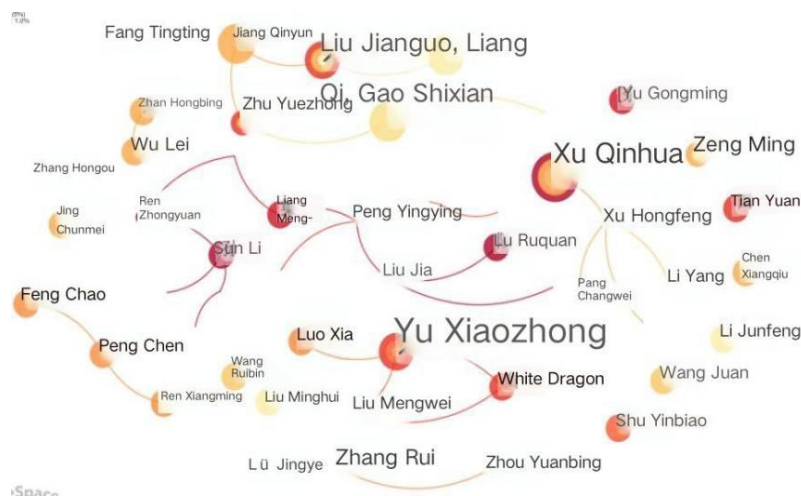 1.0%
Fang Tingting
Jiang Qinyun
Liu Jianguo, Liang
Qi, Gao Shixian
Zhan Hongbing
Zhu Yuezhong
Yu Gongming
Wu Lei
Xu Qinhua
Zeng Ming
Zhang Hongou
Jing
Chunmei
Ren
Zhongyuan
Liang
Meng-
Peng Yingying
Xu Hongfeng
Tian Yuan
Sun Li
Lu Ruquan
Liu Jia
Pang
Changwei
Li Yang
Chen
Xiangqiu
Feng Chao
Peng Chen
Luo Xia
Yu Xiaozhong
Li Junfeng
Wang
Ruibin
Ren Xiangming
Liu Minghui
Liu Mengwei
White Dragon
Wang Juan
Shu Yinbiao
Lü Jingye
Zhang Rui
Zhou Yuanbing
Space